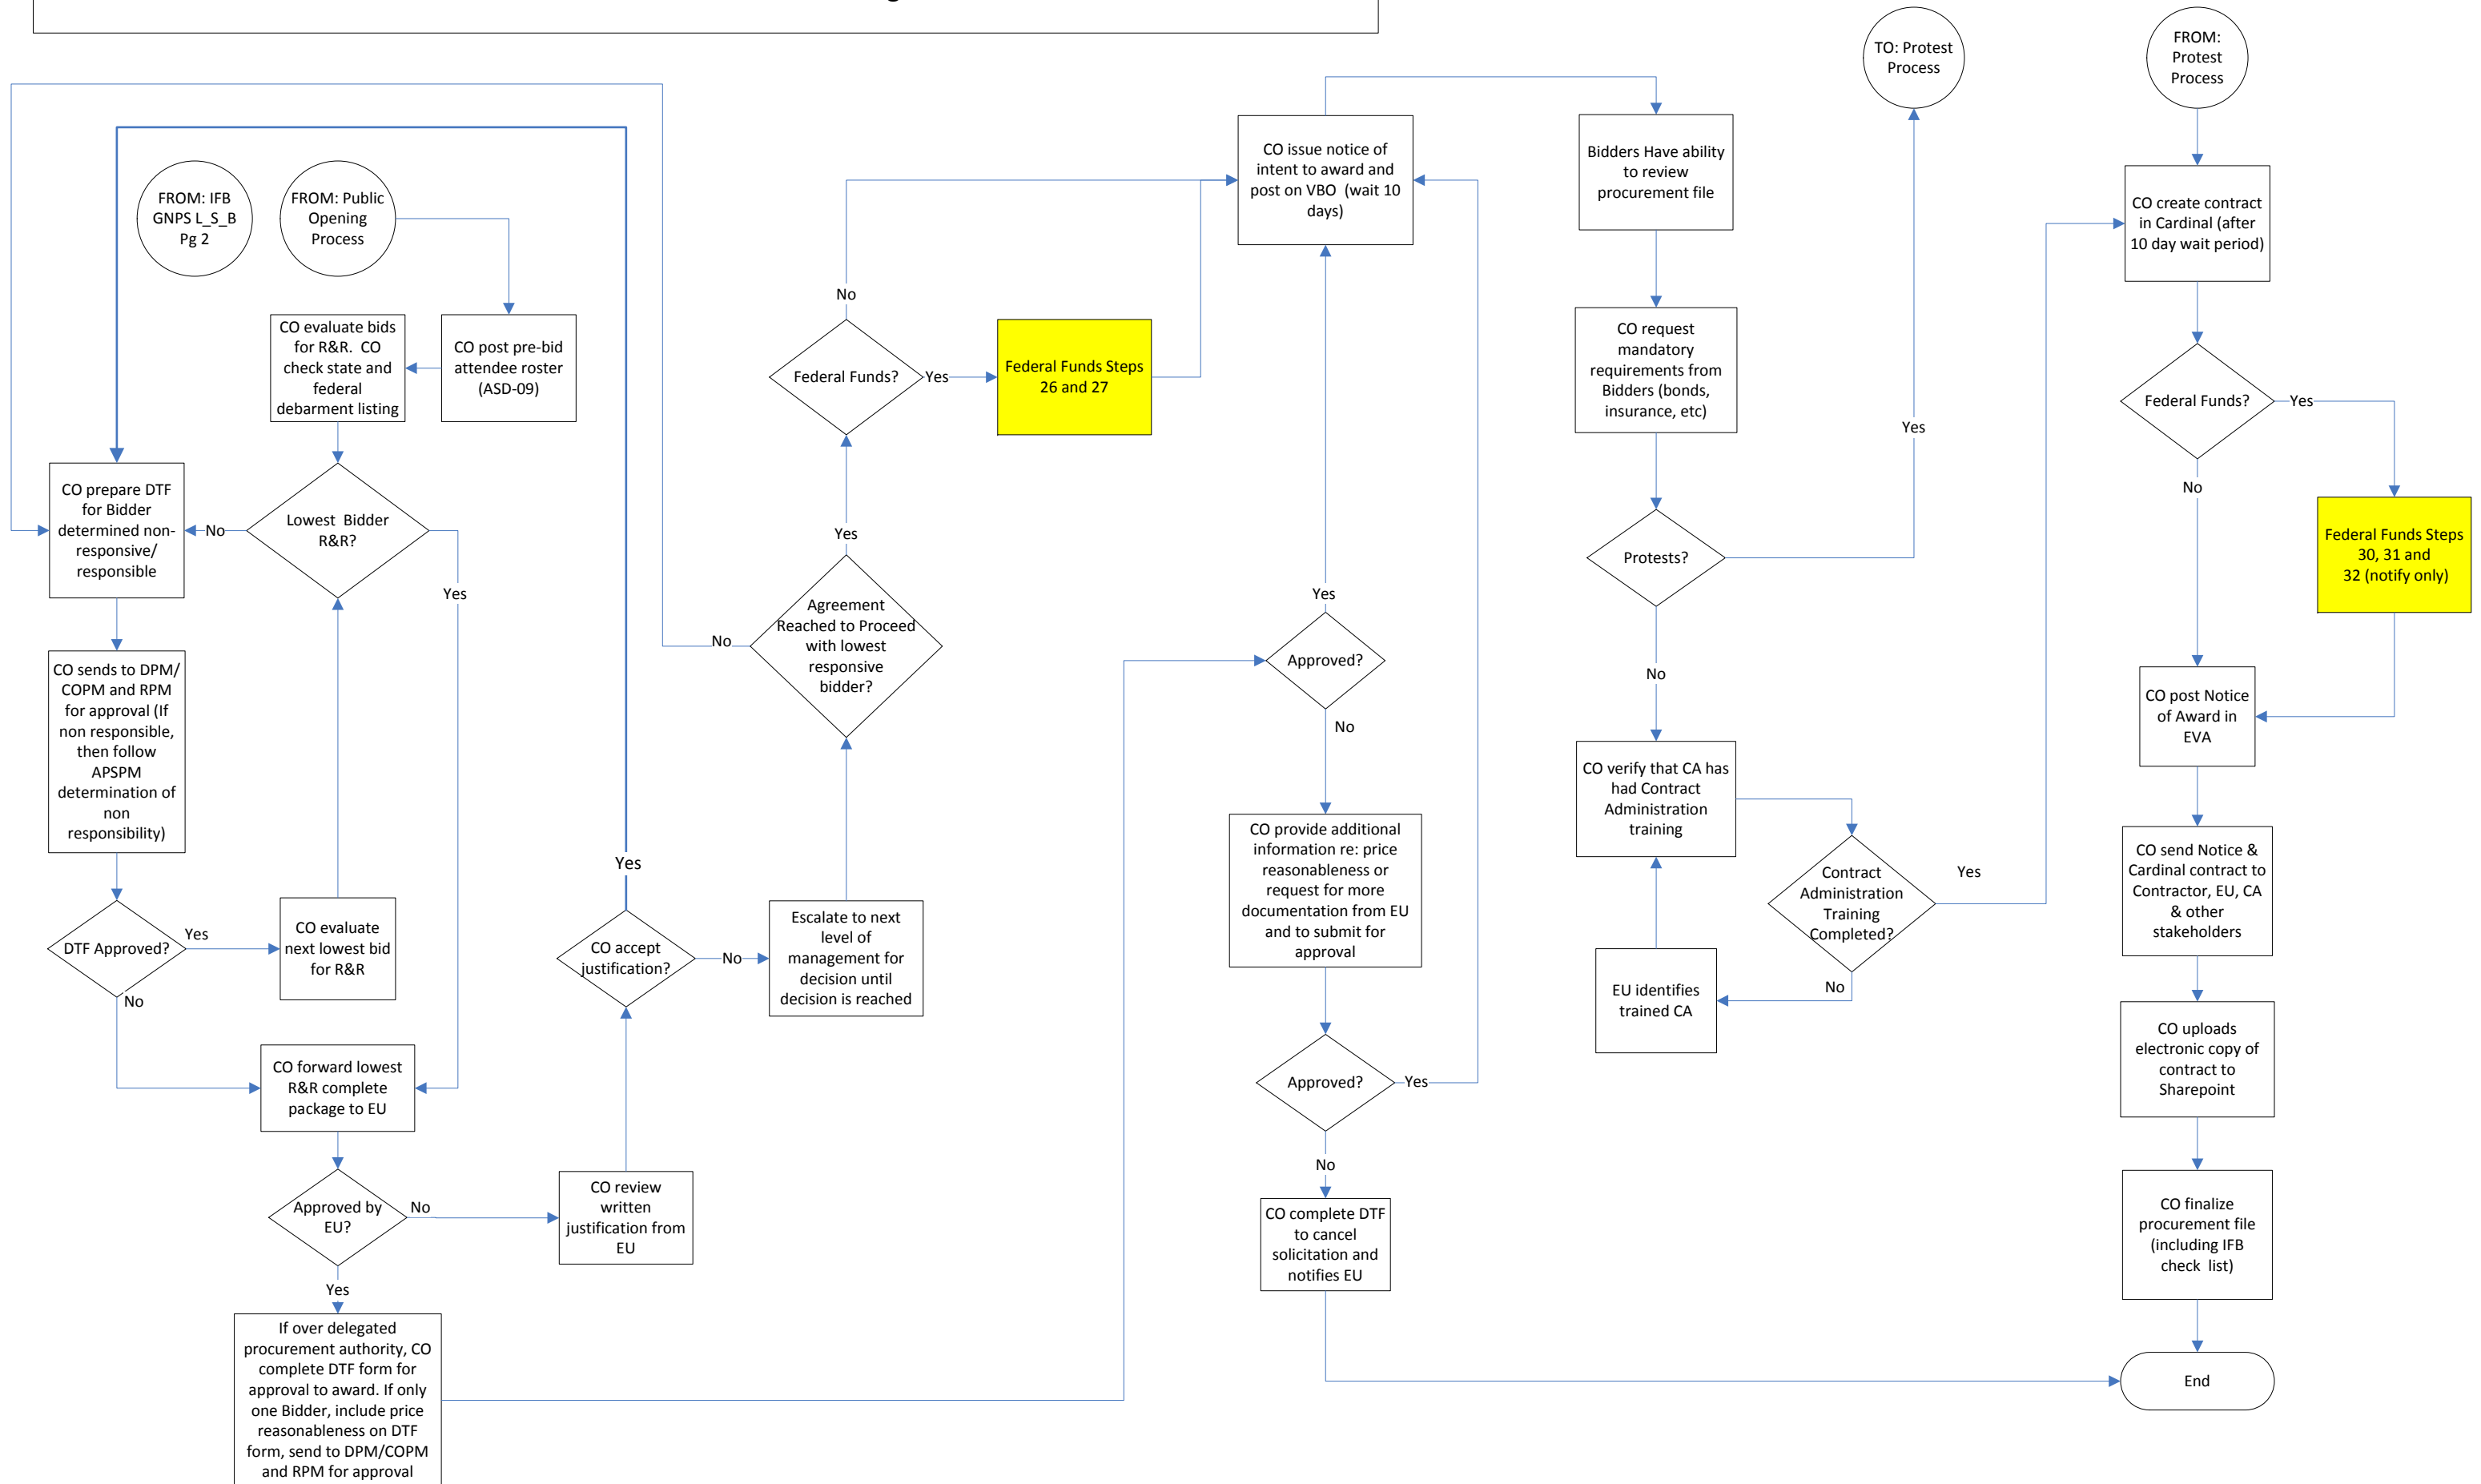 TO: Protest
Process
FROM:
Protest
Process
FROM: IFB
GNPS L_S_B
Pg 2
FROM: Public
Opening
Process
CO evaluate bids
for R&R.  CO
check state and
federal
debarment listing
CO post pre-bid
attendee roster
(ASD-09)
CO prepare DTF
for Bidder
determined non-
responsive/
responsible
No
Lowest  Bidder
R&R?
Yes
CO sends to DPM/
COPM and RPM
for approval (If
non responsible,
then follow
APSPM
determination of
non
responsibility)
DTF Approved?
Yes
No
CO evaluate
next lowest bid
for R&R
CO forward lowest
R&R complete
package to EU
Approved by
EU?
No
Yes
If over delegated
procurement authority, CO
complete DTF form for
approval to award. If only
one Bidder, include price
reasonableness on DTF
form, send to DPM/COPM
and RPM for approval
CO review
written
justification from
EU
CO accept
justification?
Yes
No
Escalate to next
level of
management for
decision until
decision is reached
Agreement
Reached to Proceed
with lowest
responsive
bidder?
No
Yes
Federal Funds?
No
Yes
Federal Funds Steps
26 and 27
CO issue notice of
intent to award and
post on VBO  (wait 10
days)
Yes
Approved?
No
CO provide additional
information re: price
reasonableness or
request for more
documentation from EU
and to submit for
approval
Approved?
Yes
No
CO complete DTF
to cancel
solicitation and
notifies EU
Bidders Have ability
to review
procurement file
CO request
mandatory
requirements from
Bidders (bonds,
insurance, etc)
Protests?
Yes
No
CO verify that CA has
had Contract
Administration
training
Contract
Administration
Training
Completed?
Yes
No
EU identifies
trained CA
CO create contract
in Cardinal (after
10 day wait period)
Federal Funds?
Yes
No
Federal Funds Steps
30, 31 and
32 (notify only)
CO post Notice
of Award in
EVA
CO send Notice &
Cardinal contract to
Contractor, EU, CA
& other
stakeholders
CO uploads
electronic copy of
contract to
Sharepoint
CO finalize
procurement file
(including IFB
check  list)
End